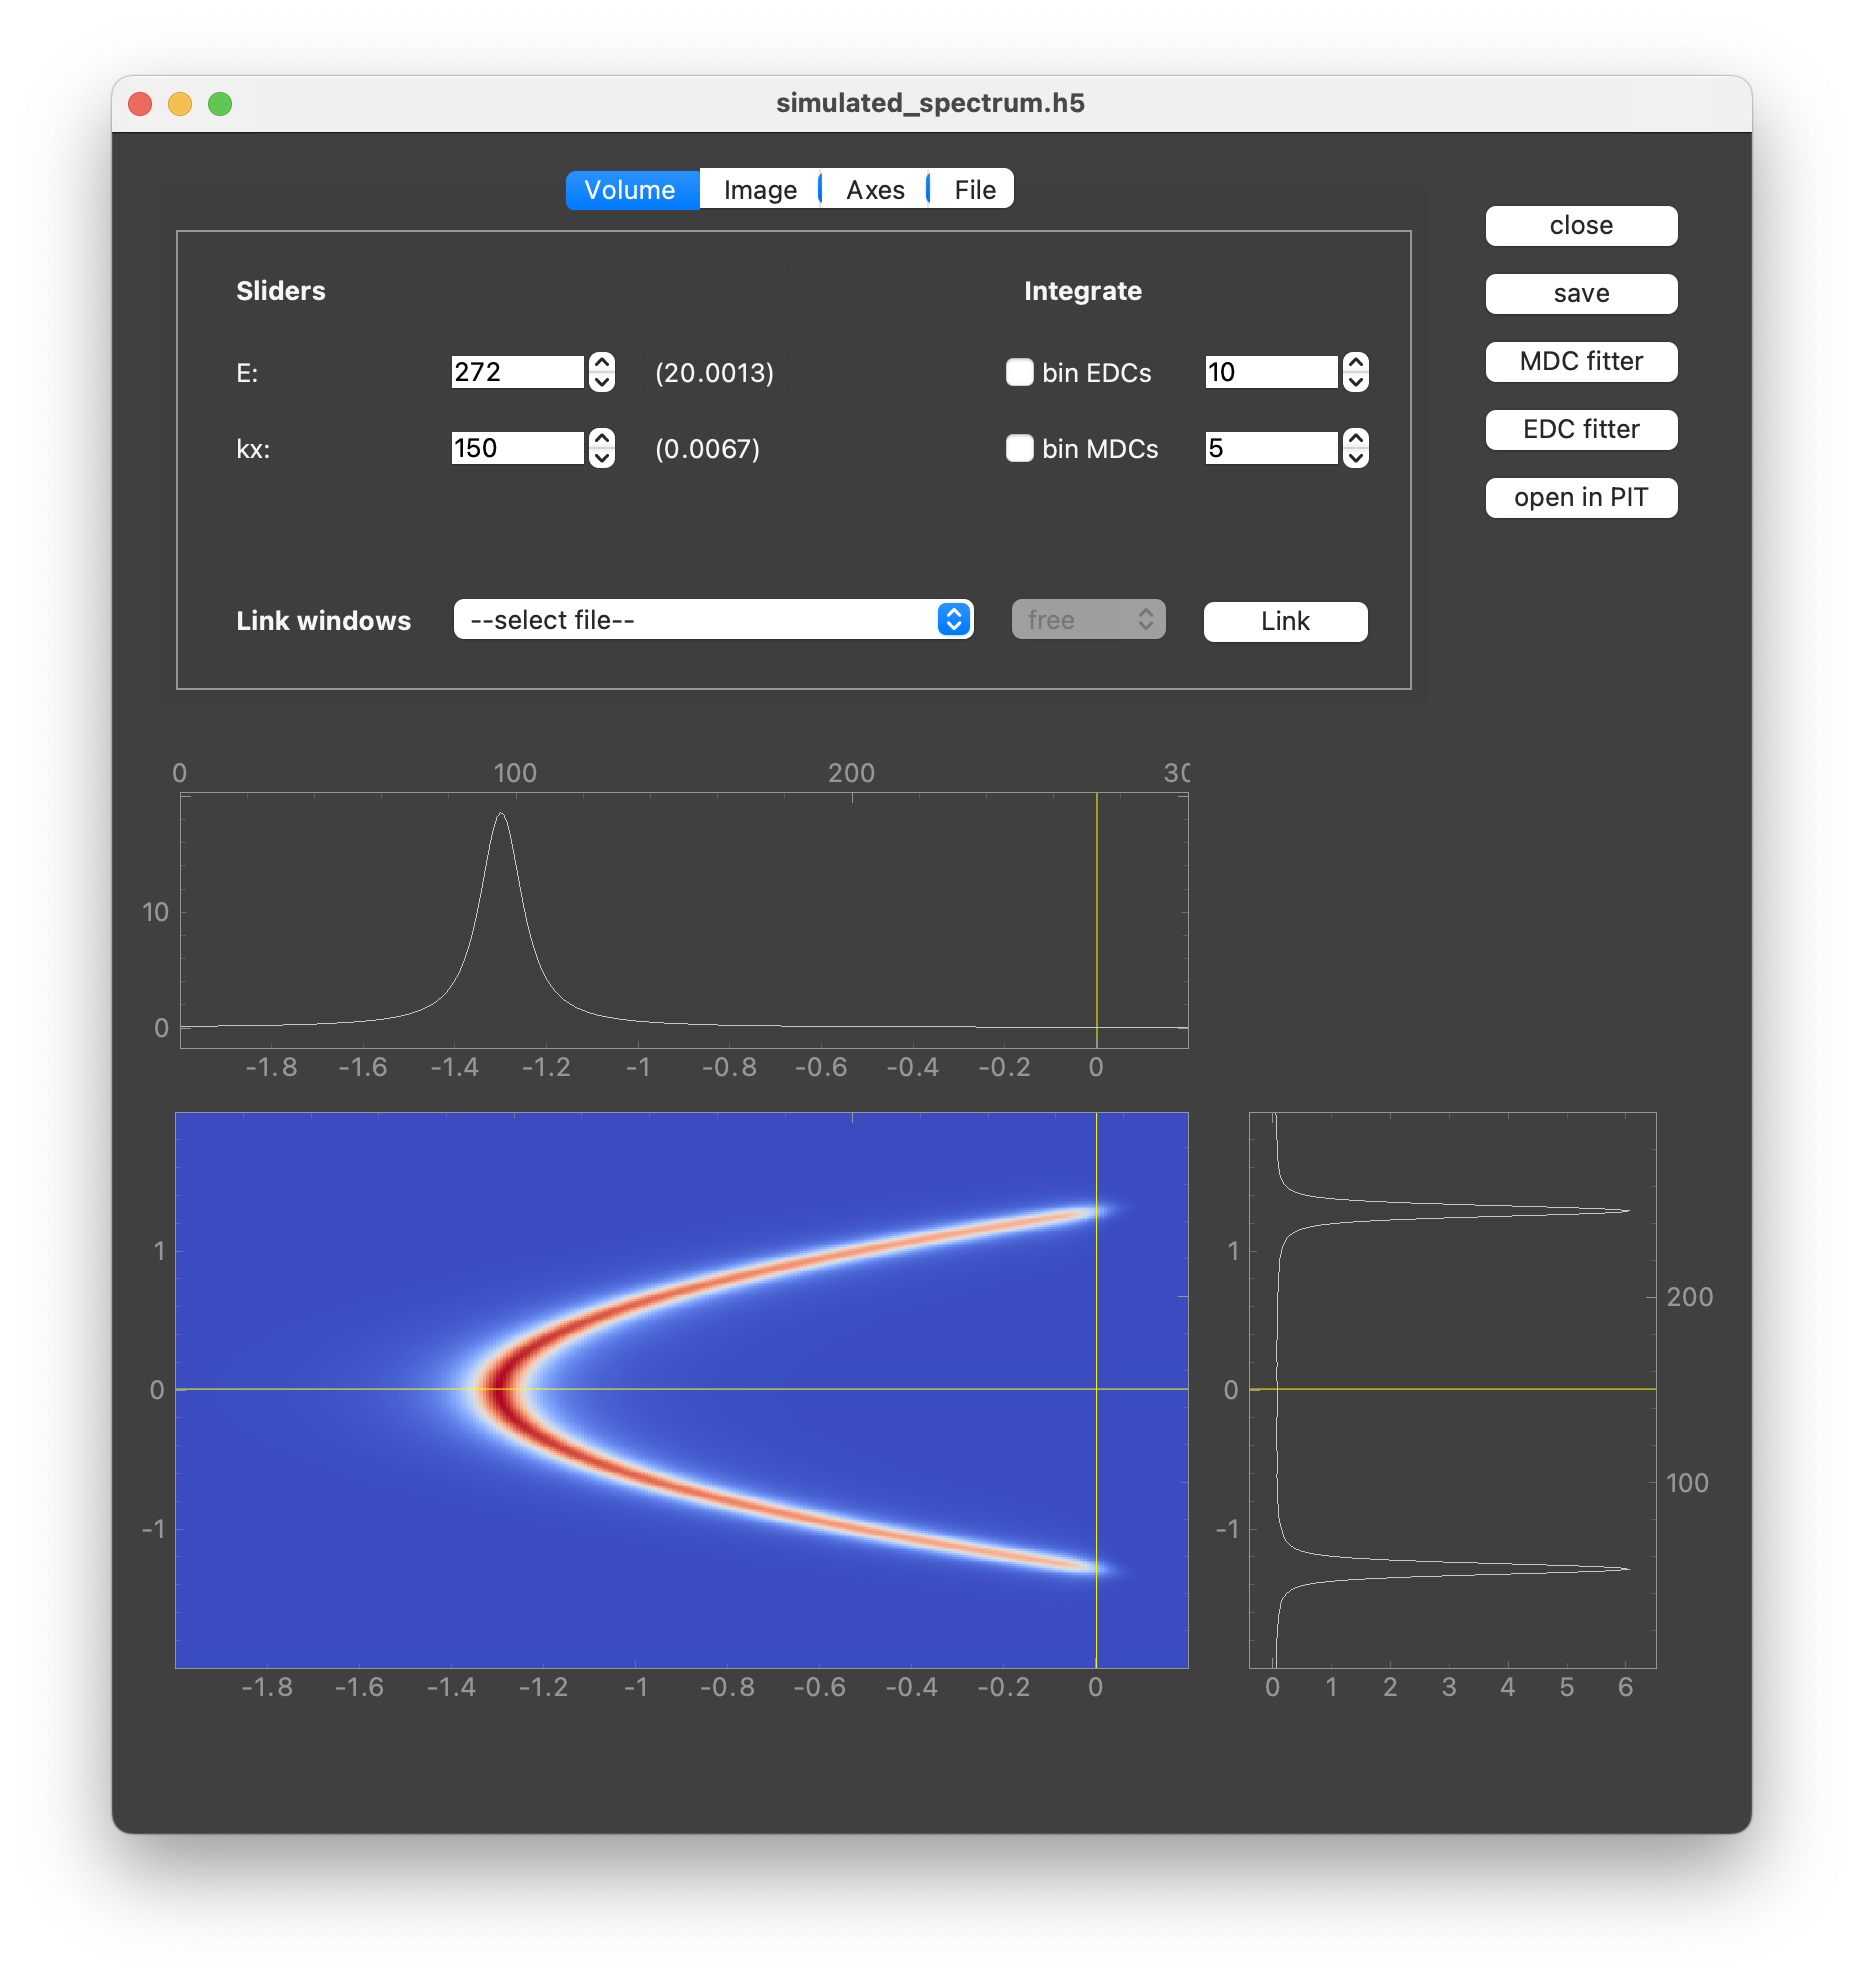 simulated_spectrum.h5
Volume Image Axes File
close
save
MDC fitter
EDC fitter
open in PIT
Sliders Integrate
E: 272 (20.0013) bin EDCs 10
kx: 150 (0.0067) bin MDCs 5
Link windows --select file-- free Link
0 100 200 30
10
0
-1.8 -1.6 -1.4 -1.2 -1 -0.8 -0.6 -0.4 -0.2 0
1
0
-1
-1.8 -1.6 -1.4 -1.2 -1 -0.8 -0.6 -0.4 -0.2 0
1
0
-1
200
100
0 1 2 3 4 5 6